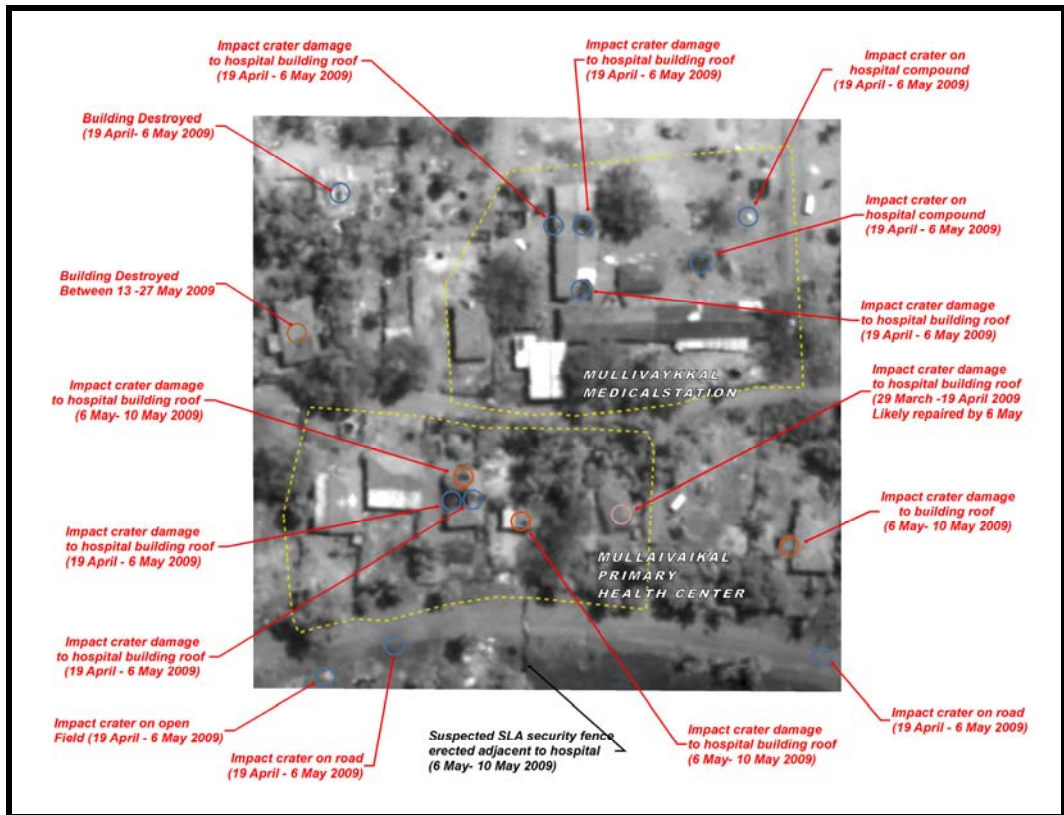 Impact crater damage
to hospital building roof
(19 April - 6 May 2009)
Impact crater damage
to hospital building roof
(19 April - 6 May 2009)
Impact crater on
hospital compound
(19 April - 6 May 2009)
Building Destroyed
(19 April- 6 May 2009)
Impact crater on
hospital compound
(19 April - 6 May 2009)
Building Destroyed
Between 13 -27 May 2009
Impact crater damage
to hospital building roof
(19 April - 6 May 2009)
MULLIVAYKKAL
MEDICALSTATION
Impact crater damage
to hospital building roof
(29 March -19 April 2009
Likely repaired by 6 May
Impact crater damage
to hospital building roof
(6 May- 10 May 2009)
Impact crater damage
to building roof
(6 May- 10 May 2009)
Impact crater damage
to hospital building roof
(19 April - 6 May 2009)
MULLAIVAIKAL
PRIMARY
HEALTH CENTER
Impact crater damage
to hospital building roof
(19 April - 6 May 2009)
Impact crater on open
Field (19 April - 6 May 2009)
Impact crater on road
(19 April - 6 May 2009)
Suspected SLA security fence
erected adjacent to hospital
(6 May- 10 May 2009)
Impact crater damage
to hospital building roof
(6 May- 10 May 2009)
Impact crater on road
(19 April - 6 May 2009)